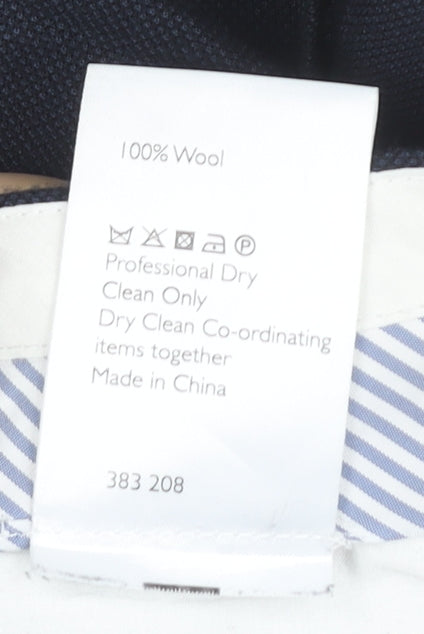 100% Wool
P
Professional Dry
Clean Only
Dry Clean Co-ordinating
items together
Made in China
383 208